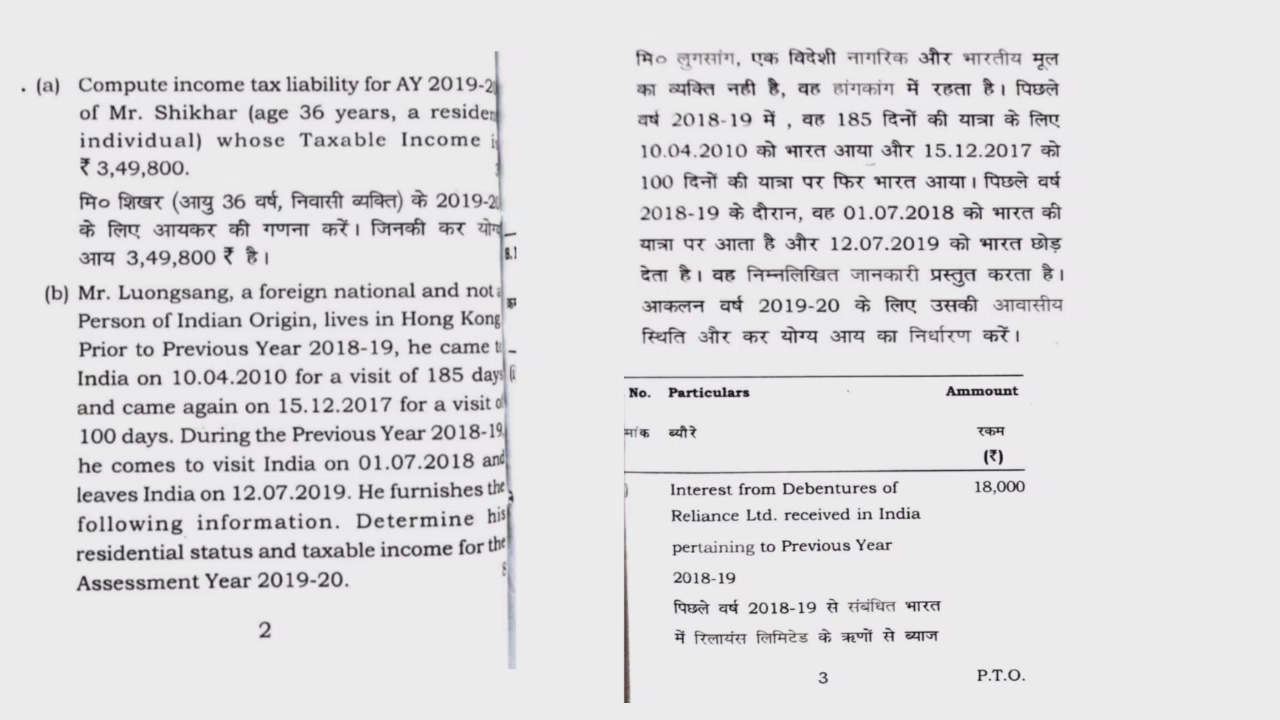 . (a) Compute income tax liability for AY 2019-2
of Mr. Shikhar (age 36 years, a residen
individual) whose Taxable Income i
₹ 3,49,800.
मि० शिखर (आयु 36 वर्ष, निवासी व्यक्ति) के 2019-2
के लिए आयकर की गणना करें। जिनकी कर योग्
आय 3,49,800 ₹ है।
(b) Mr. Luongsang, a foreign national and not a
Person of Indian Origin, lives in Hong Kong
Prior to Previous Year 2018-19, he came t
India on 10.04.2010 for a visit of 185 days
and came again on 15.12.2017 for a visit o
100 days. During the Previous Year 2018-19,
he comes to visit India on 01.07.2018 and
leaves India on 12.07.2019. He furnishes the
following information. Determine his
residential status and taxable income for the
Assessment Year 2019-20.
2
मि० लुगसांग, एक विदेशी नागरिक और भारतीय मूल
का व्यक्ति नही है, वह हांगकांग में रहता है। पिछले
वर्ष 2018-19 में , वह 185 दिनों की यात्रा के लिए
10.04.2010 को भारत आया और 15.12.2017 को
100 दिनों की यात्रा पर फिर भारत आया। पिछले वर्ष
2018-19 के दौरान, वह 01.07.2018 को भारत की
यात्रा पर आता है और 12.07.2019 को भारत छोड़
देता है। वह निम्नलिखित जानकारी प्रस्तुत करता है।
आकलन वर्ष 2019-20 के लिए उसकी आवासीय
स्थिति और कर योग्य आय का निर्धारण करें।
No. Particulars Ammount
मांक ब्यौरे रकम
(₹)
) Interest from Debentures of 18,000
Reliance Ltd. received in India
pertaining to Previous Year
2018-19
पिछले वर्ष 2018-19 से संबंधित भारत
में रिलायंस लिमिटेड के ऋणों से ब्याज
3 P.T.O.